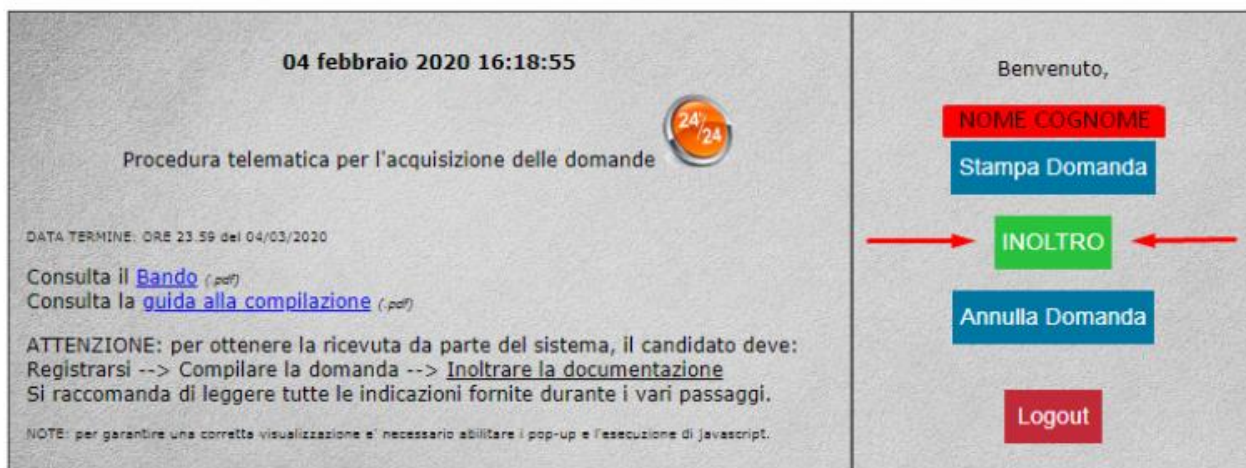 04 febbraio 2020 16:18:55
24/24
Procedura telematica per l'acquisizione delle domande
DATA TERMINE: ORE 23.59 del 04/03/2020
Consulta il Bando (.pdf)
Consulta la guida alla compilazione (.pdf)
ATTENZIONE: per ottenere la ricevuta da parte del sistema, il candidato deve:
Registrarsi --> Compilare la domanda --> Inoltrare la documentazione
Si raccomanda di leggere tutte le indicazioni fornite durante i vari passaggi.
NOTE: per garantire una corretta visualizzazione e' necessario abilitare i pop-up e l'esecuzione di javascript.
Benvenuto,
NOME COGNOME
Stampa Domanda
INOLTRO
Annulla Domanda
Logout